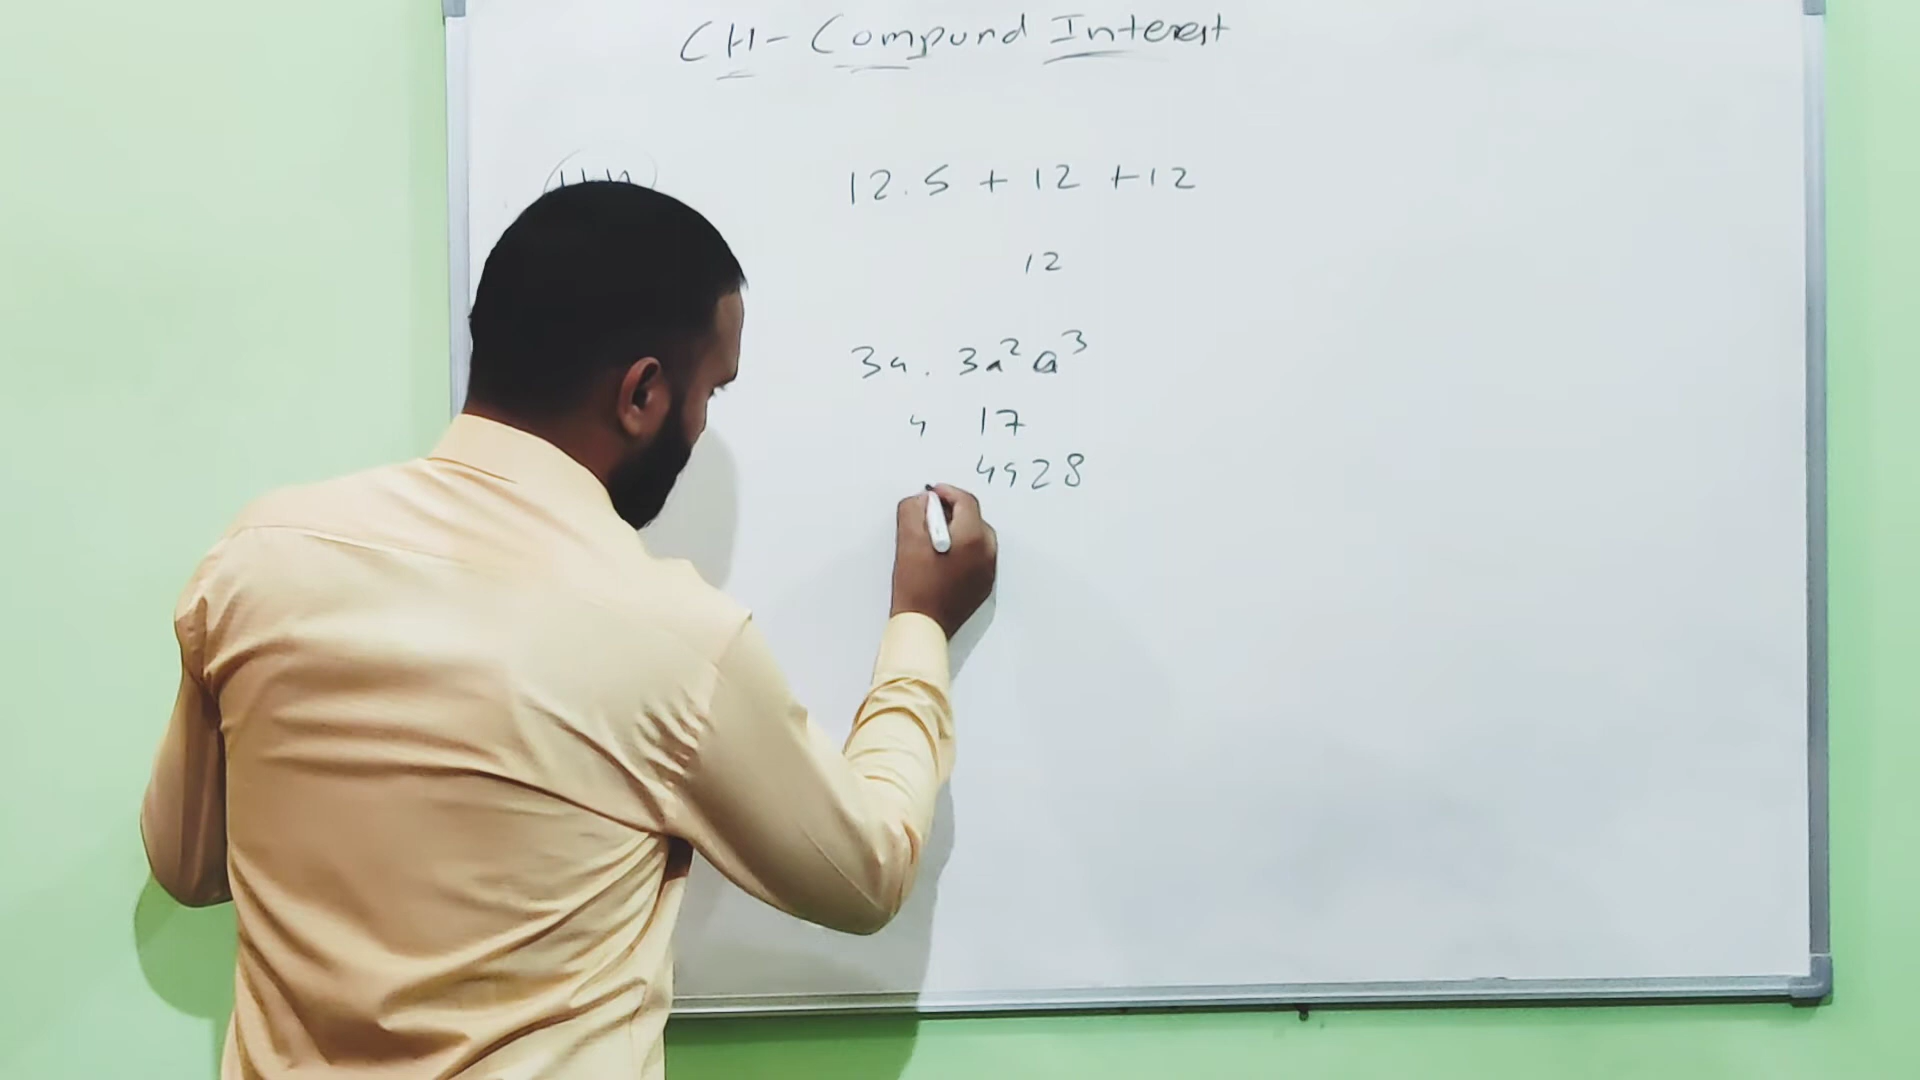 CH- Compund Interest
12.5 + 12 +12
12
3a. 3a² a³
4 17
4928